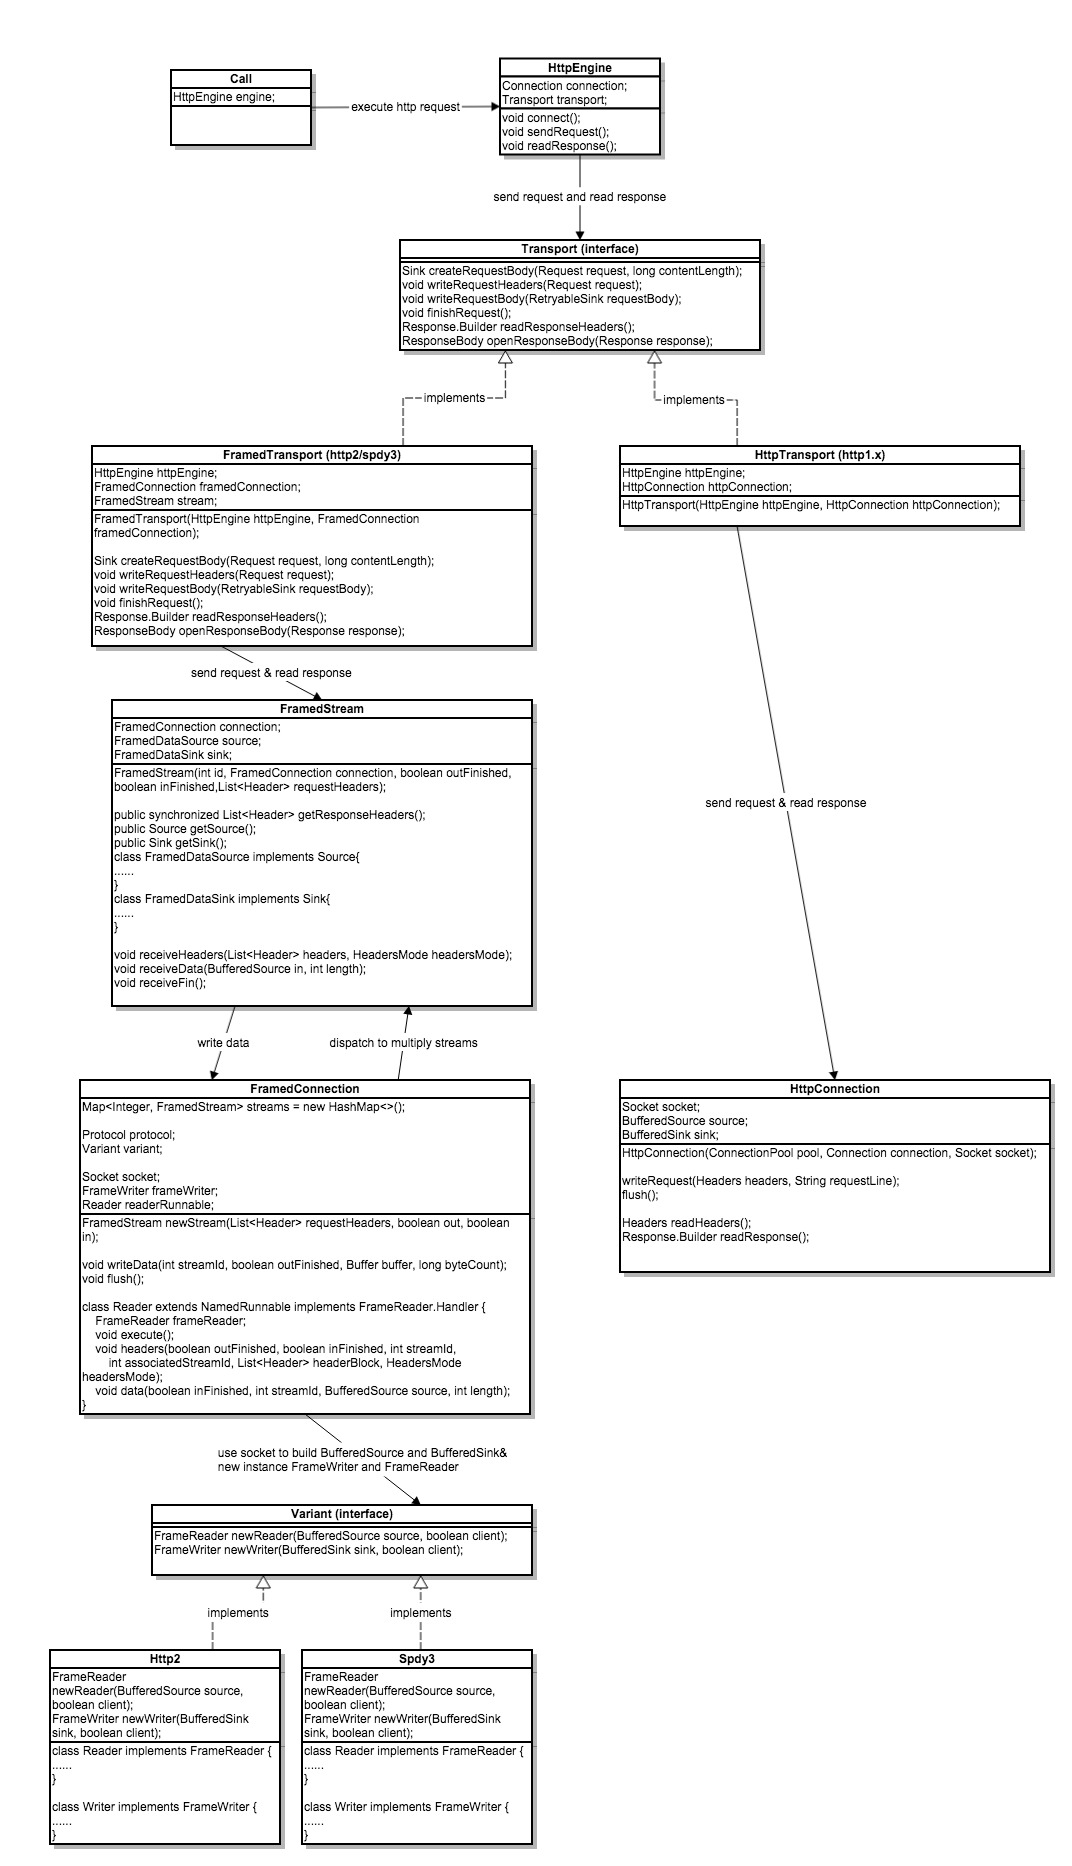 Call
HttpEngine engine;
execute http request
HttpEngine
Connection connection;
Transport transport;
void connect();
void sendRequest();
void readResponse();
send request and read response
Transport (interface)
Sink createRequestBody(Request request, long contentLength);
void writeRequestHeaders(Request request);
void writeRequestBody(RetryableSink requestBody);
void finishRequest();
Response.Builder readResponseHeaders();
ResponseBody openResponseBody(Response response);
implements
implements
FramedTransport (http2/spdy3)
HttpEngine httpEngine;
FramedConnection framedConnection;
FramedStream stream;
FramedTransport(HttpEngine httpEngine, FramedConnection
framedConnection);
Sink createRequestBody(Request request, long contentLength);
void writeRequestHeaders(Request request);
void writeRequestBody(RetryableSink requestBody);
void finishRequest();
Response.Builder readResponseHeaders();
ResponseBody openResponseBody(Response response);
HttpTransport (http1.x)
HttpEngine httpEngine;
HttpConnection httpConnection;
HttpTransport(HttpEngine httpEngine, HttpConnection httpConnection);
send request & read response
FramedStream
FramedConnection connection;
FramedDataSource source;
FramedDataSink sink;
FramedStream(int id, FramedConnection connection, boolean outFinished,
boolean inFinished,List<Header> requestHeaders);
public synchronized List<Header> getResponseHeaders();
public Source getSource();
public Sink getSink();
class FramedDataSource implements Source{
......
}
class FramedDataSink implements Sink{
......
}
void receiveHeaders(List<Header> headers, HeadersMode headersMode);
void receiveData(BufferedSource in, int length);
void receiveFin();
send request & read response
write data
dispatch to multiply streams
FramedConnection
Map<Integer, FramedStream> streams = new HashMap<>();
Protocol protocol;
Variant variant;
Socket socket;
FrameWriter frameWriter;
Reader readerRunnable;
FramedStream newStream(List<Header> requestHeaders, boolean out, boolean
in);
void writeData(int streamId, boolean outFinished, Buffer buffer, long byteCount);
void flush();
class Reader extends NamedRunnable implements FrameReader.Handler {
FrameReader frameReader;
void execute();
void headers(boolean outFinished, boolean inFinished, int streamId,
int associatedStreamId, List<Header> headerBlock, HeadersMode
headersMode);
void data(boolean inFinished, int streamId, BufferedSource source, int length);
}
HttpConnection
Socket socket;
BufferedSource source;
BufferedSink sink;
HttpConnection(ConnectionPool pool, Connection connection, Socket socket);
writeRequest(Headers headers, String requestLine);
flush();
Headers readHeaders();
Response.Builder readResponse();
use socket to build BufferedSource and BufferedSink&
new instance FrameWriter and FrameReader
Variant (interface)
FrameReader newReader(BufferedSource source, boolean client);
FrameWriter newWriter(BufferedSink sink, boolean client);
implements
implements
Http2
FrameReader
newReader(BufferedSource source,
boolean client);
FrameWriter newWriter(BufferedSink
sink, boolean client);
class Reader implements FrameReader {
......
}
class Writer implements FrameWriter {
......
}
Spdy3
FrameReader
newReader(BufferedSource source,
boolean client);
FrameWriter newWriter(BufferedSink
sink, boolean client);
class Reader implements FrameReader {
......
}
class Writer implements FrameWriter {
......
}